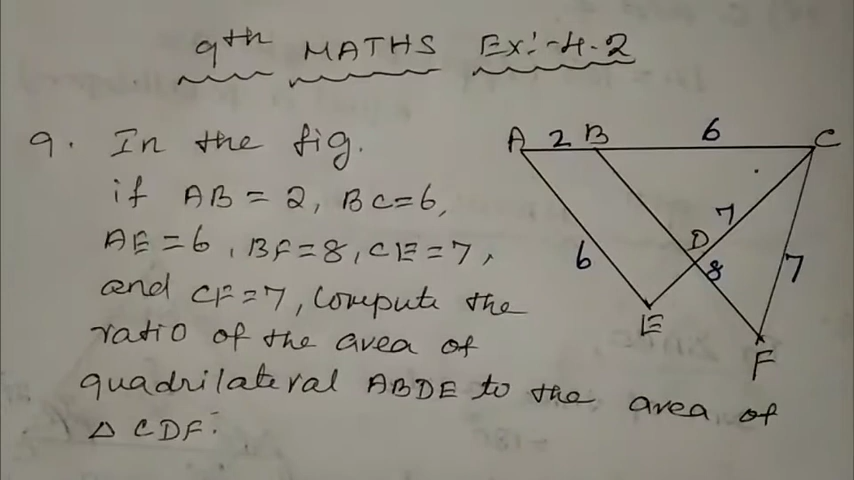 9th MATHS Ex:-4.2
9. In the fig.
if AB = 2, BC=6,
AE=6, BF=8, CE=7,
and CF=7, compute the
ratio of the area of
quadrilateral ABDE to the area of
△ CDF.
A 2 B 6 C
7
D
6 8 7
E
F